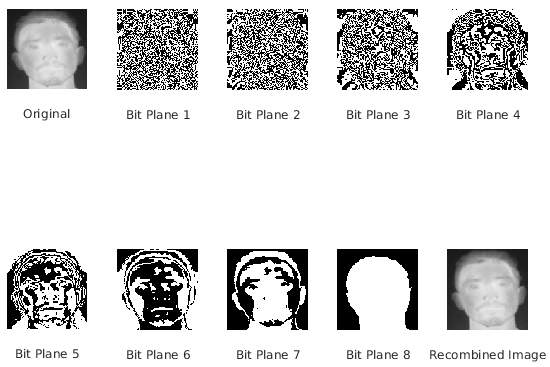 Original
Bit Plane 1
Bit Plane 2
Bit Plane 3
Bit Plane 4
Bit Plane 5
Bit Plane 6
Bit Plane 7
Bit Plane 8
Recombined Image